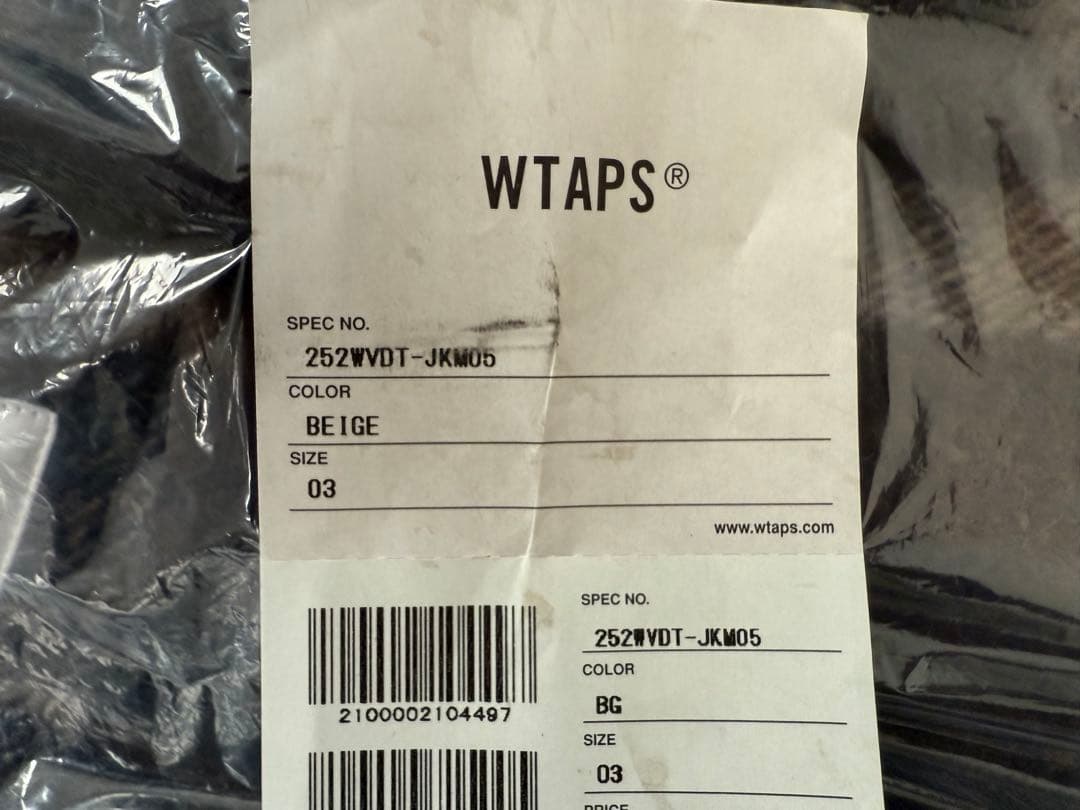 WTAPS®
SPEC NO.
252WVDT-JKM05
COLOR
BEIGE
SIZE
03
www.wtaps.com
SPEC NO.
252WVDT-JKM05
COLOR
BG
SIZE
03
PRICE
2100002104497